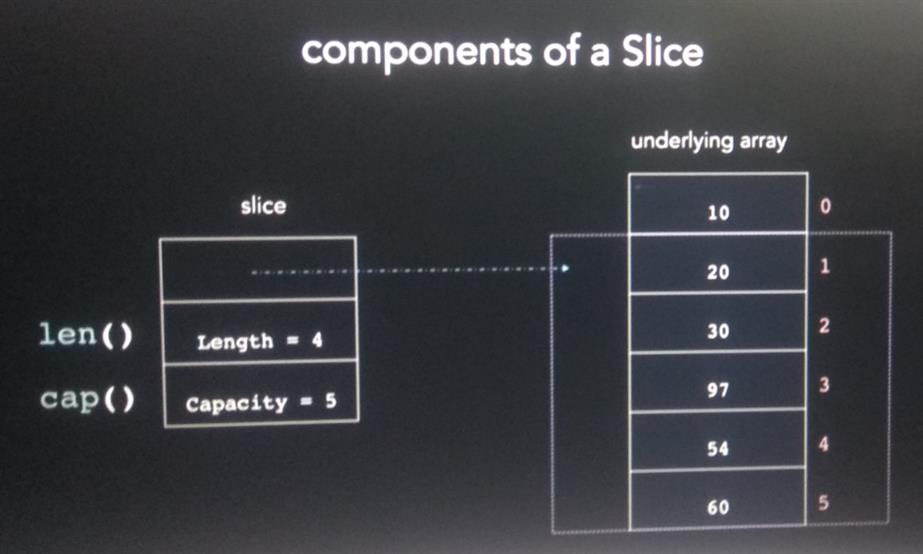 components of a Slice
underlying array
slice
10 0
20 1
len() Length = 4 30 2
cap() Capacity = 5 97 3
54 4
60 5